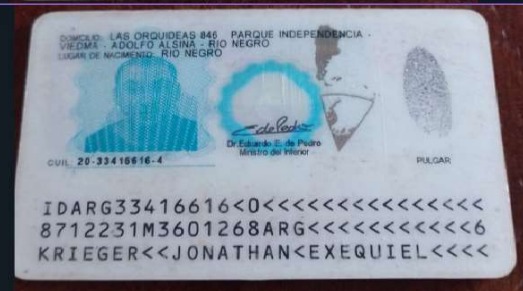 DOMICILIO: LAS ORQUIDEAS 846 PARQUE INDEPENDENCIA -
VIEDMA - ADOLFO ALSINA - RIO NEGRO
LUGAR DE NACIMIENTO: RIO NEGRO
Dr. Eduardo E. de Pedro
Ministro del Interior
CUIL: 20-33416616-4
PULGAR
IDARG33416616<0<<<<<<<<<<<<<<<
8712231M3601268ARG<<<<<<<<<<<6
KRIEGER<<JONATHAN<EXEQUIEL<<<<